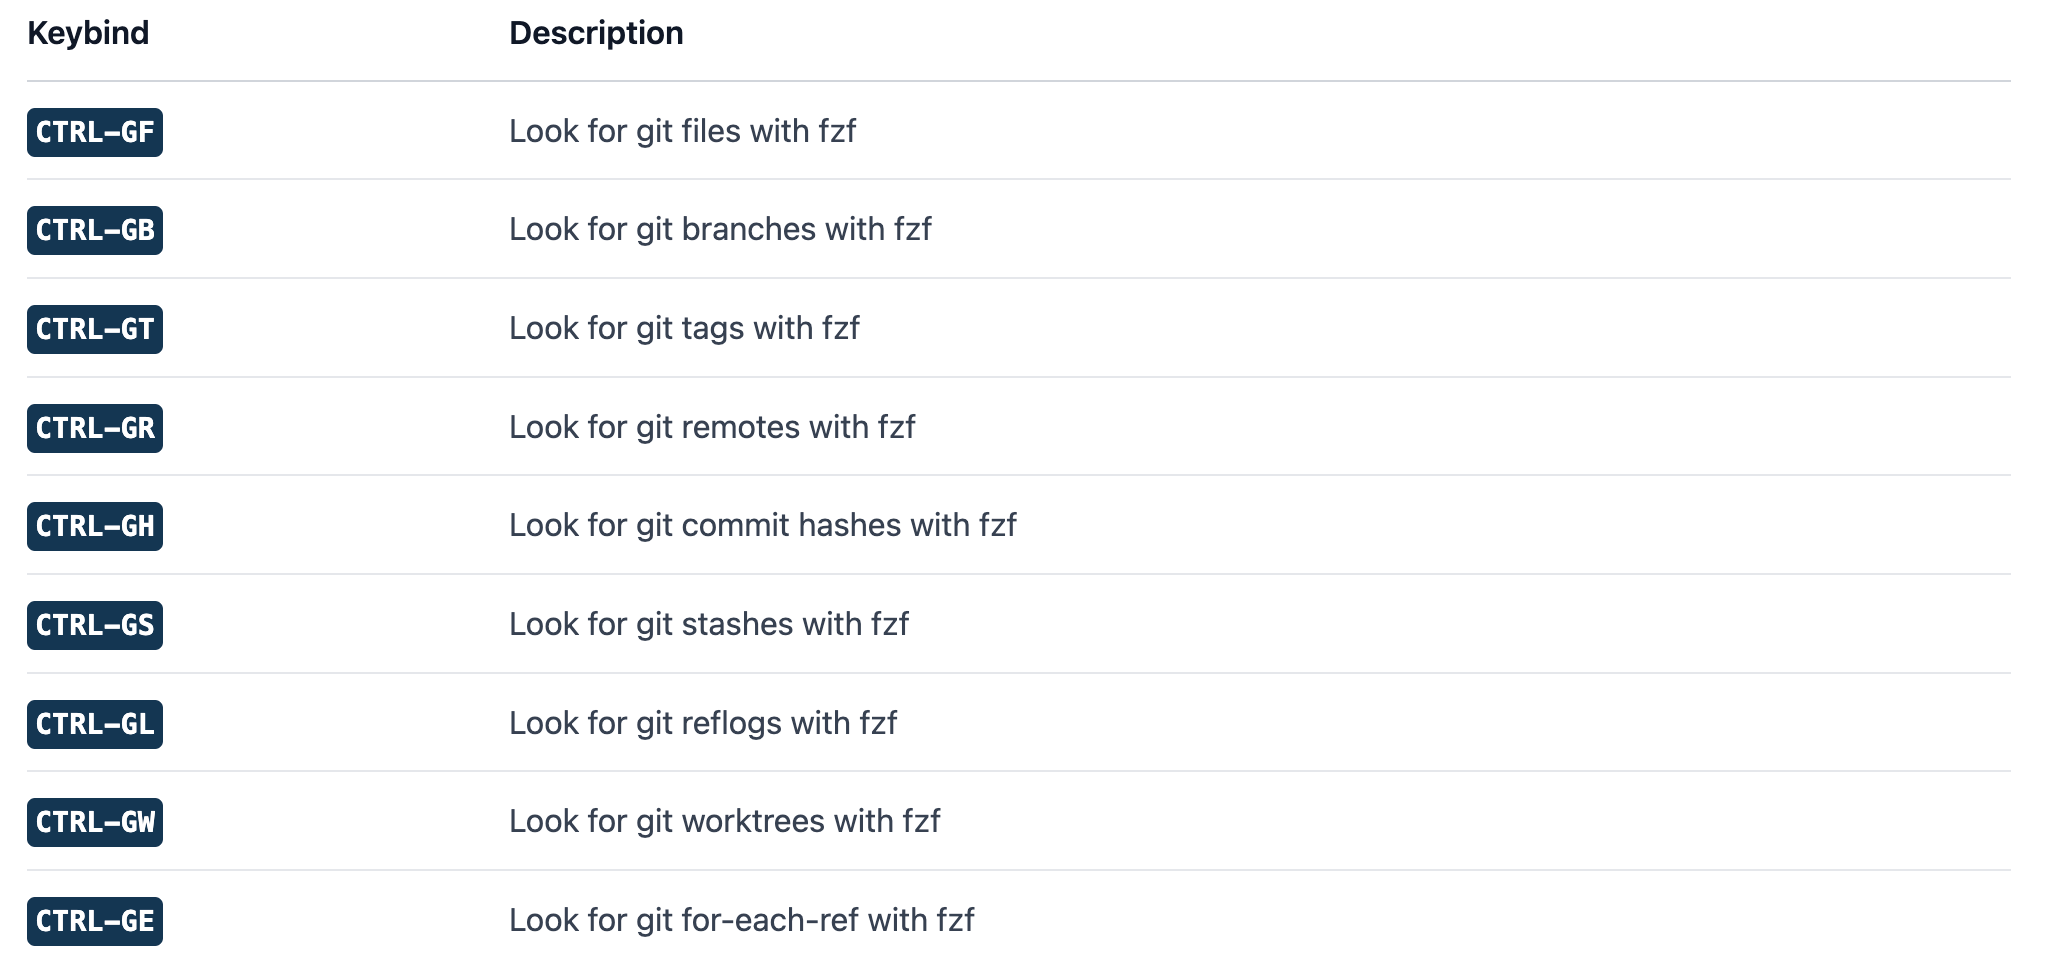 Keybind Description
CTRL-GF Look for git files with fzf
CTRL-GB Look for git branches with fzf
CTRL-GT Look for git tags with fzf
CTRL-GR Look for git remotes with fzf
CTRL-GH Look for git commit hashes with fzf
CTRL-GS Look for git stashes with fzf
CTRL-GL Look for git reflogs with fzf
CTRL-GW Look for git worktrees with fzf
CTRL-GE Look for git for-each-ref with fzf